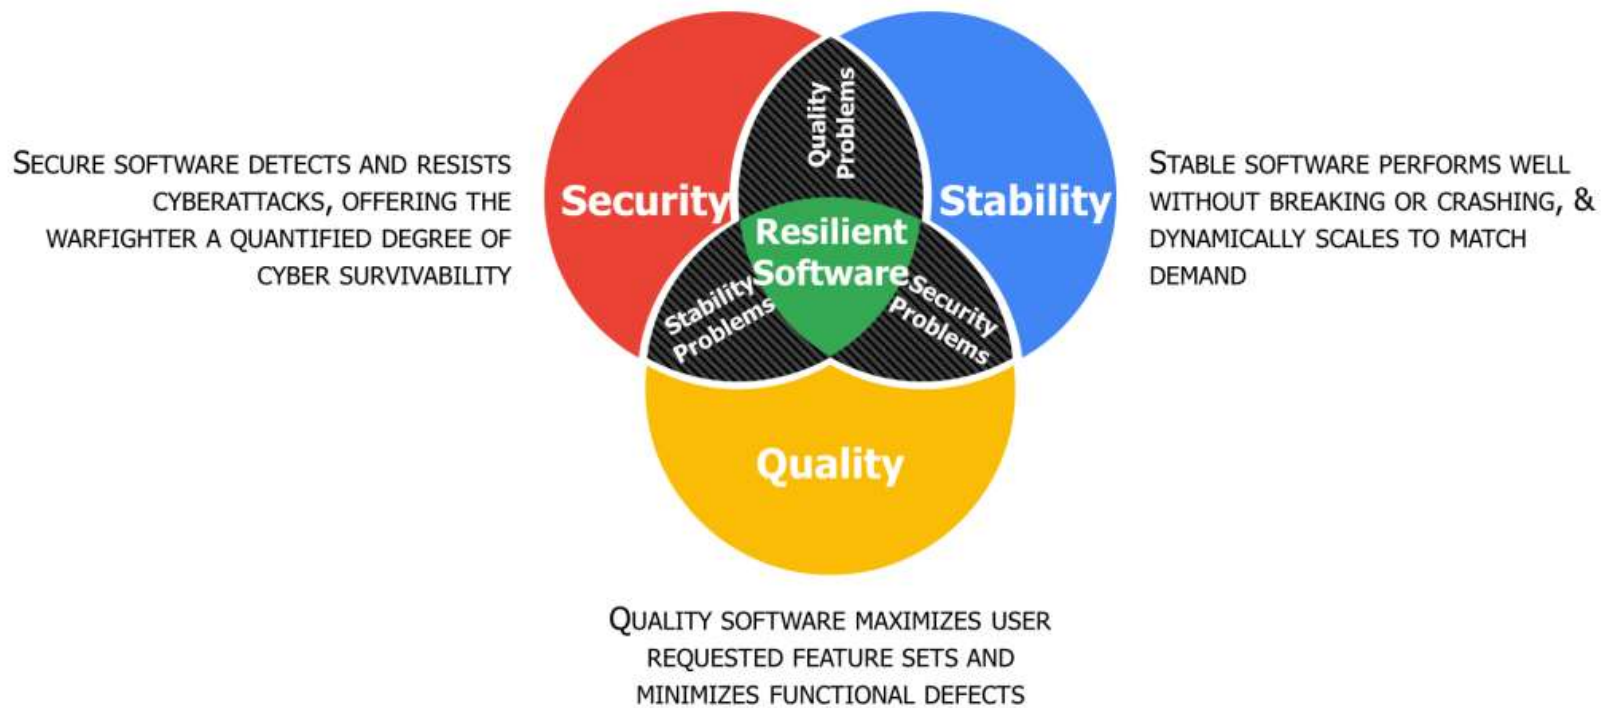 Quality
Problems
SECURE SOFTWARE DETECTS AND RESISTS
CYBERATTACKS, OFFERING THE
WARFIGHTER A QUANTIFIED DEGREE OF
CYBER SURVIVABILITY
Security
Stability
STABLE SOFTWARE PERFORMS WELL
WITHOUT BREAKING OR CRASHING, &
DYNAMICALLY SCALES TO MATCH
DEMAND
Resilient
Software
Stability
Problems
Security
Problems
Quality
QUALITY SOFTWARE MAXIMIZES USER
REQUESTED FEATURE SETS AND
MINIMIZES FUNCTIONAL DEFECTS